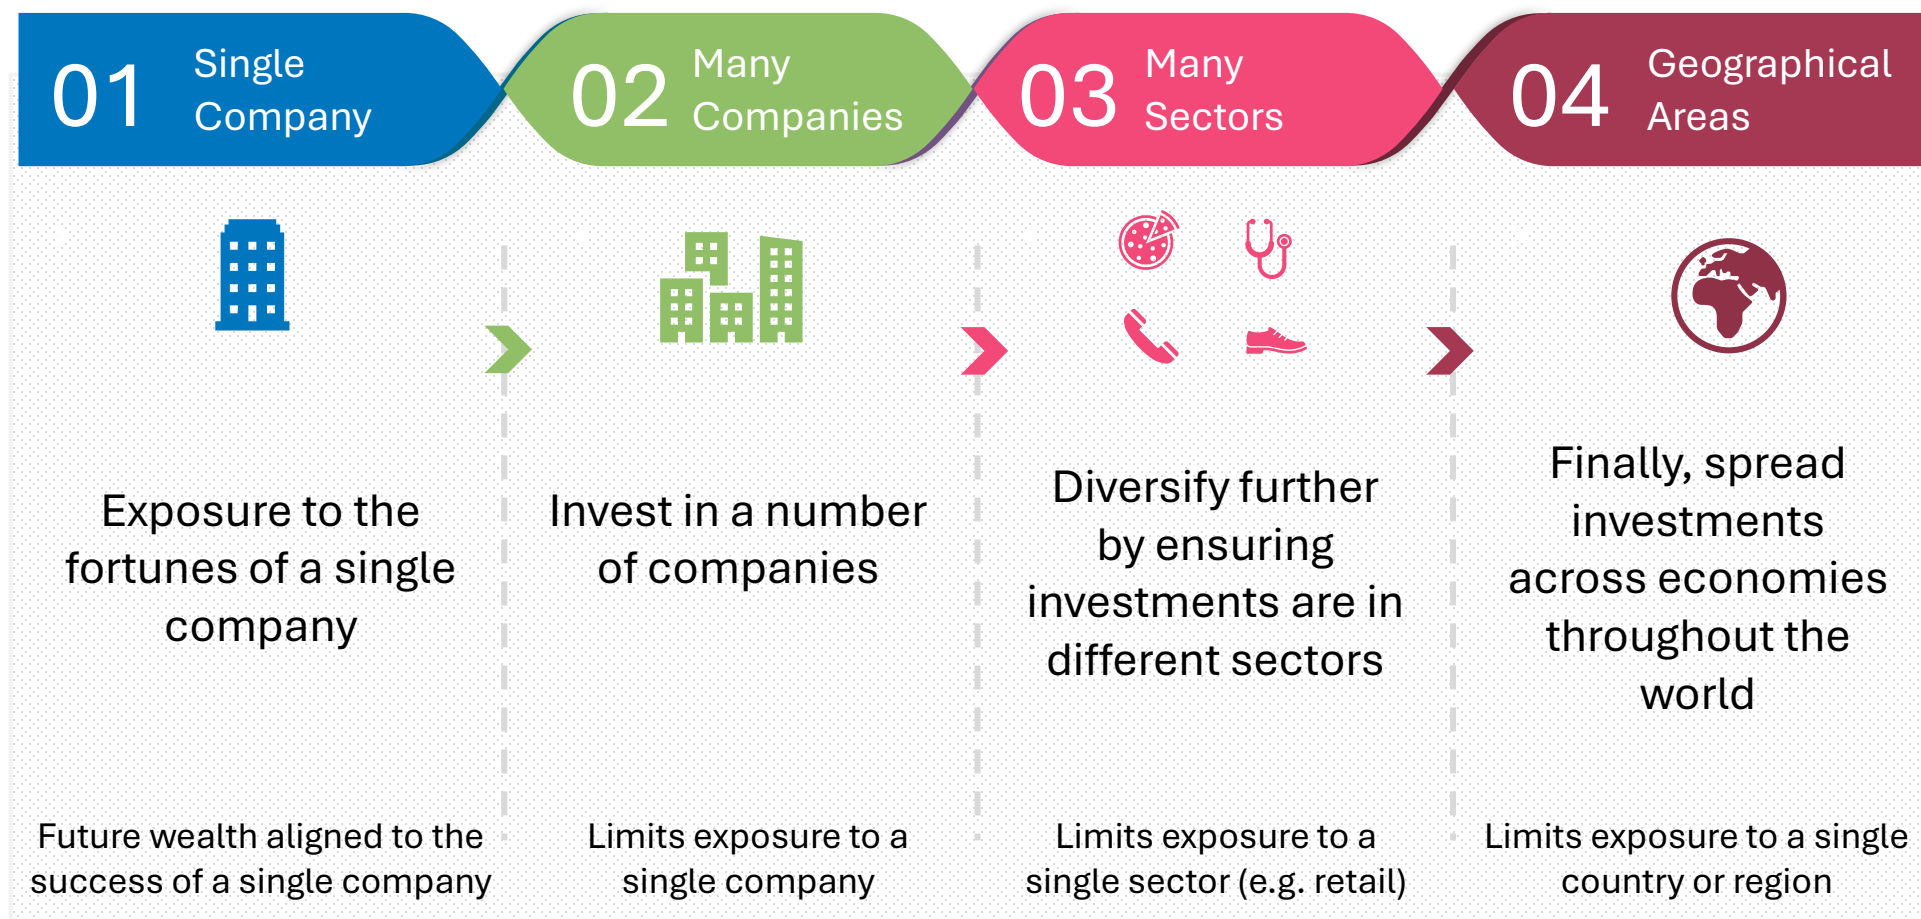 01
Single
Company
02
Many
Companies
03
Many
Sectors
04
Geographical
Areas
Exposure to the
fortunes of a single
company
Invest in a number
of companies
Diversify further
by ensuring
investments are in
different sectors
Finally, spread
investments
across economies
throughout the
world
Future wealth aligned to the
success of a single company
Limits exposure to a
single company
Limits exposure to a
single sector (e.g. retail)
Limits exposure to a single
country or region